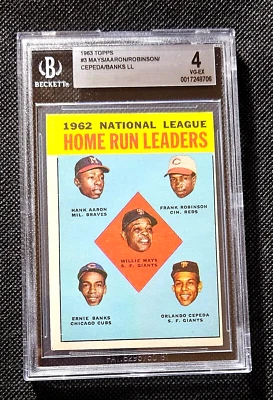 BECKETT
1963 TOPPS
#3 MAYS/AARON/ROBINSON/
CEPEDA/BANKS LL
4
VG-EX
0017248706
1962 NATIONAL LEAGUE
HOME RUN LEADERS
HANK AARON
MIL. BRAVES
FRANK ROBINSON
CIN. REDS
WILLIE MAYS
S. F. GIANTS
ERNIE BANKS
CHICAGO CUBS
ORLANDO CEPEDA
S. F. GIANTS